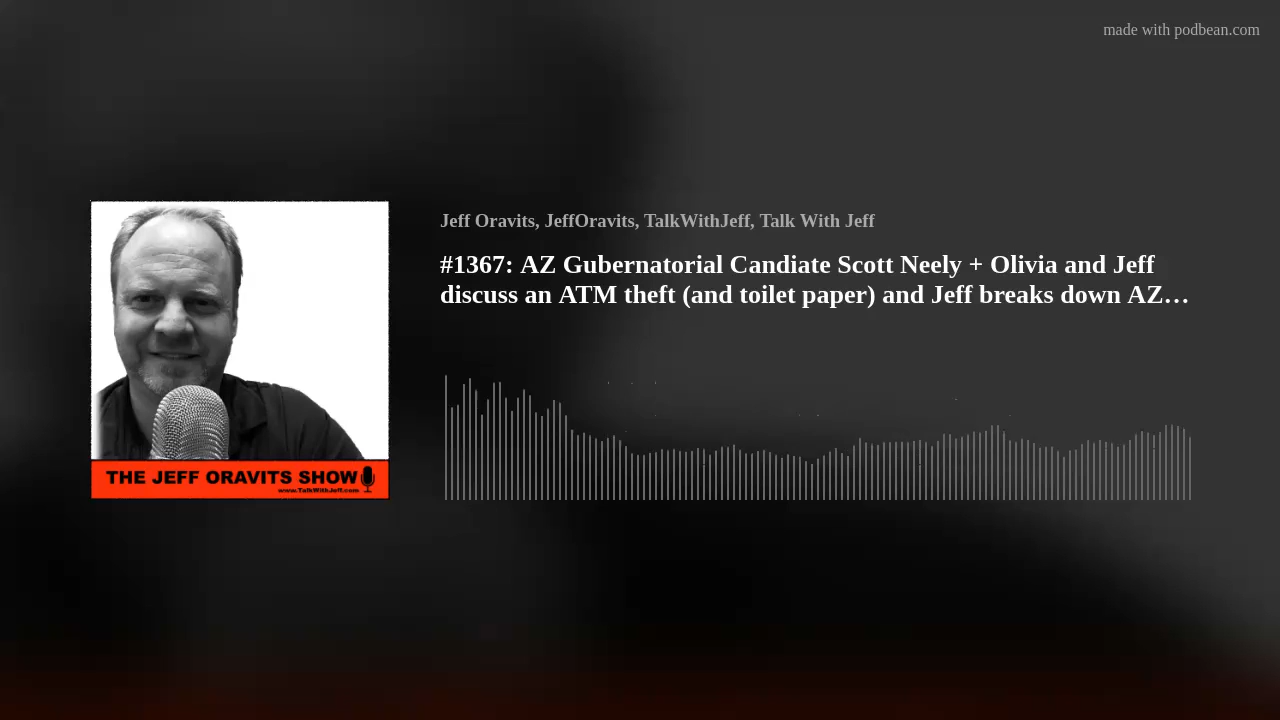 made with podbean.com
Jeff Oravits, JeffOravits, TalkWithJeff, Talk With Jeff
#1367: AZ Gubernatorial Candiate Scott Neely + Olivia and Jeff
discuss an ATM theft (and toilet paper) and Jeff breaks down AZ…
THE JEFF ORAVITS SHOW
www.TalkWithJeff.com